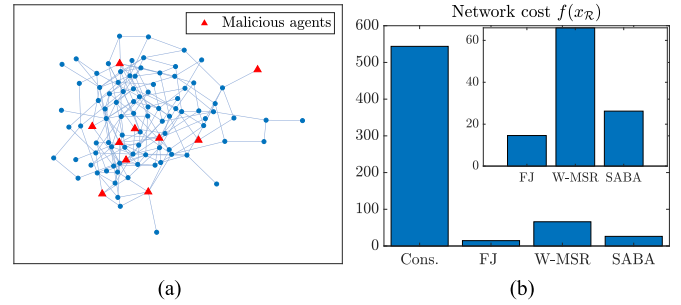 Malicious agents
(a)
Network cost f(x_ℛ)
600
500
400
300
200
100
0
Cons. FJ W-MSR SABA
60
40
20
0
FJ W-MSR SABA
(b)